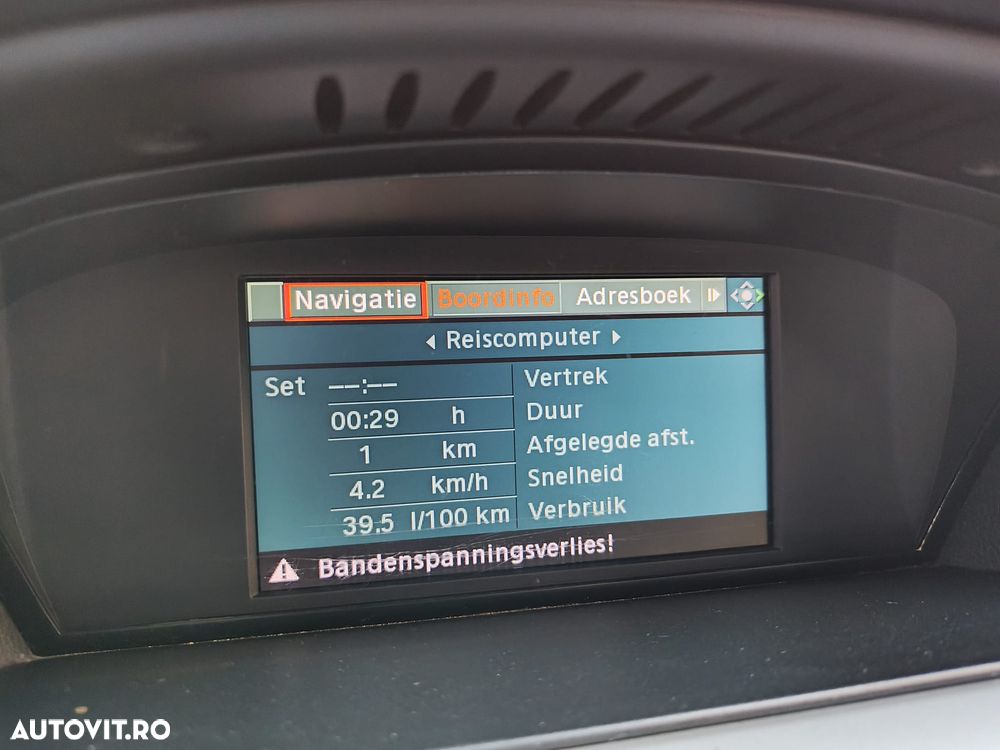 Navigatie Boordinfo Adresboek
Reiscomputer
Set --:-- Vertrek
00:29 h Duur
1 km Afgelegde afst.
4.2 km/h Snelheid
39.5 l/100 km Verbruik
Bandenspanningsverlies!
AUTOVIT.RO